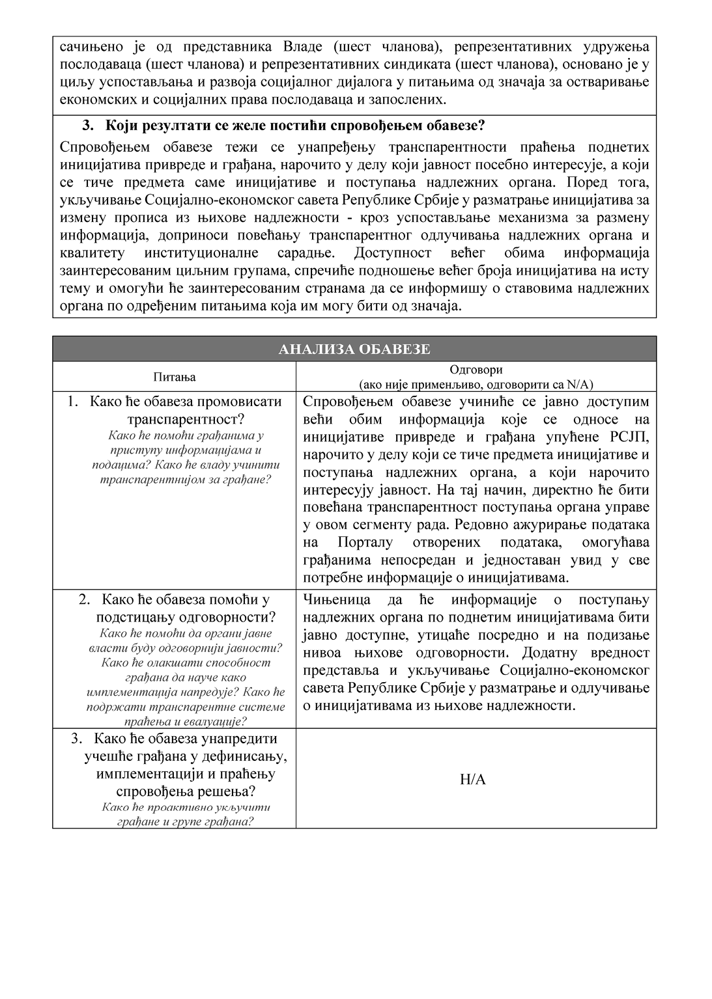 сачињено је од представника Владе (шест чланова), репрезентативних удружења
послодаваца (шест чланова) и репрезентативних синдиката (шест чланова), основано је у
циљу успостављања и развоја социјалног дијалога у питањима од значаја за остваривање
економских и социјалних права послодаваца и запослених.
3. Који резултати се желе постићи спровођењем обавезе?
Спровођењем обавезе тежи се унапређењу транспарентности праћења поднетих
иницијатива привреде и грађана, нарочито у делу који јавност посебно интересује, а који
се тиче предмета саме иницијативе и поступања надлежних органа. Поред тога,
укључивање Социјално-економског савета Републике Србије у разматрање иницијатива за
измену прописа из њихове надлежности - кроз успостављање механизма за размену
информација, доприноси повећању транспарентног одлучивања надлежних органа и
квалитету институционалне сарадње. Доступност већег обима информација
заинтересованим циљним групама, спречиће подношење већег броја иницијатива на исту
тему и омогући ће заинтересованим странама да се информишу о ставовима надлежних
органа по одређеним питањима која им могу бити од значаја.
АНАЛИЗА ОБАВЕЗЕ
Питања
Одговори
(ако није применљиво, одговорити са N/A)
1. Како ће обавеза промовисати
транспарентност?
Како ће помоћи грађанима у
приступу информацијама и
подацима? Како ће владу учинити
транспарентнијом за грађане?
Спровођењем обавезе учиниће се јавно доступим
већи обим информација које се односе на
иницијативе привреде и грађана упућене РСЈП,
нарочито у делу који се тиче предмета иницијативе и
поступања надлежних органа, а који нарочито
интересују јавност. На тај начин, директно ће бити
повећана транспарентност поступања органа управе
у овом сегменту рада. Редовно ажурирање података
на Порталу отворених података, омогућава
грађанима непосредан и једноставан увид у све
потребне информације о иницијативама.
2. Како ће обавеза помоћи у
подстицању одговорности?
Како ће помоћи да органи јавне
власти буду одговорнији јавности?
Како ће олакшати способност
грађана да науче како
имплементација напредује? Како ће
подржати транспарентне системе
праћења и евалуације?
Чињеница да ће информације о поступању
надлежних органа по поднетим иницијативама бити
јавно доступне, утицаће посредно и на подизање
нивоа њихове одговорности. Додатну вредност
представља и укључивање Социјално-економског
савета Републике Србије у разматрање и одлучивање
о иницијативама из њихове надлежности.
3. Како ће обавеза унапредити
учешће грађана у дефинисању,
имплементацији и праћењу
спровођења решења?
Како ће проактивно укључити
грађане и групе грађана?
Н/А